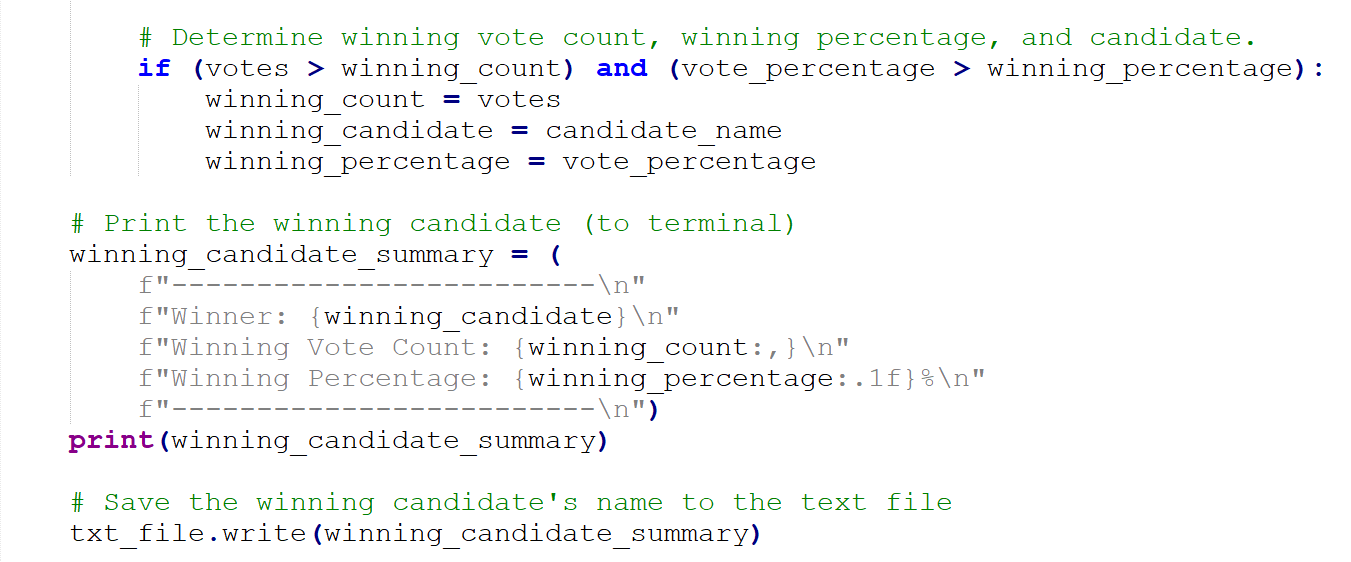 # Determine winning vote count, winning percentage, and candidate.
if (votes > winning_count) and (vote_percentage > winning_percentage):
winning_count = votes
winning_candidate = candidate_name
winning_percentage = vote_percentage
# Print the winning candidate (to terminal)
winning_candidate_summary = (
f"-------------------------\n"
f"Winner: {winning_candidate}\n"
f"Winning Vote Count: {winning_count:,}\n"
f"Winning Percentage: {winning_percentage:.1f}%\n"
f"-------------------------\n")
print(winning_candidate_summary)
# Save the winning candidate's name to the text file
txt_file.write(winning_candidate_summary)